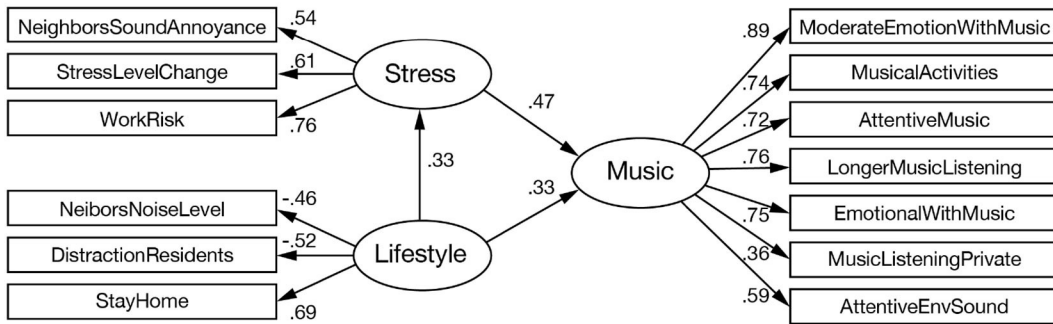 NeighborsSoundAnnoyance
.54
StressLevelChange
.61
WorkRisk
.76
Stress
.47
.33
NeiborsNoiseLevel
-.46
DistractionResidents
-.52
StayHome
.69
Lifestyle
.33
Music
.89
ModerateEmotionWithMusic
.74
MusicalActivities
.72
AttentiveMusic
.76
LongerMusicListening
.75
EmotionalWithMusic
.36
MusicListeningPrivate
.59
AttentiveEnvSound